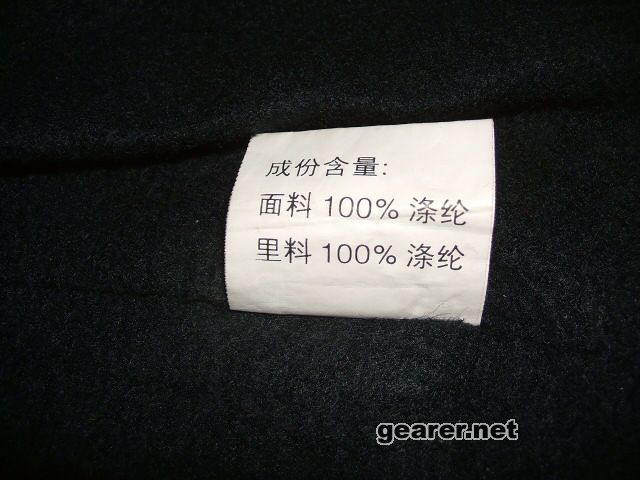 成份含量:
面料 100% 涤纶
里料 100% 涤纶
gearer.net